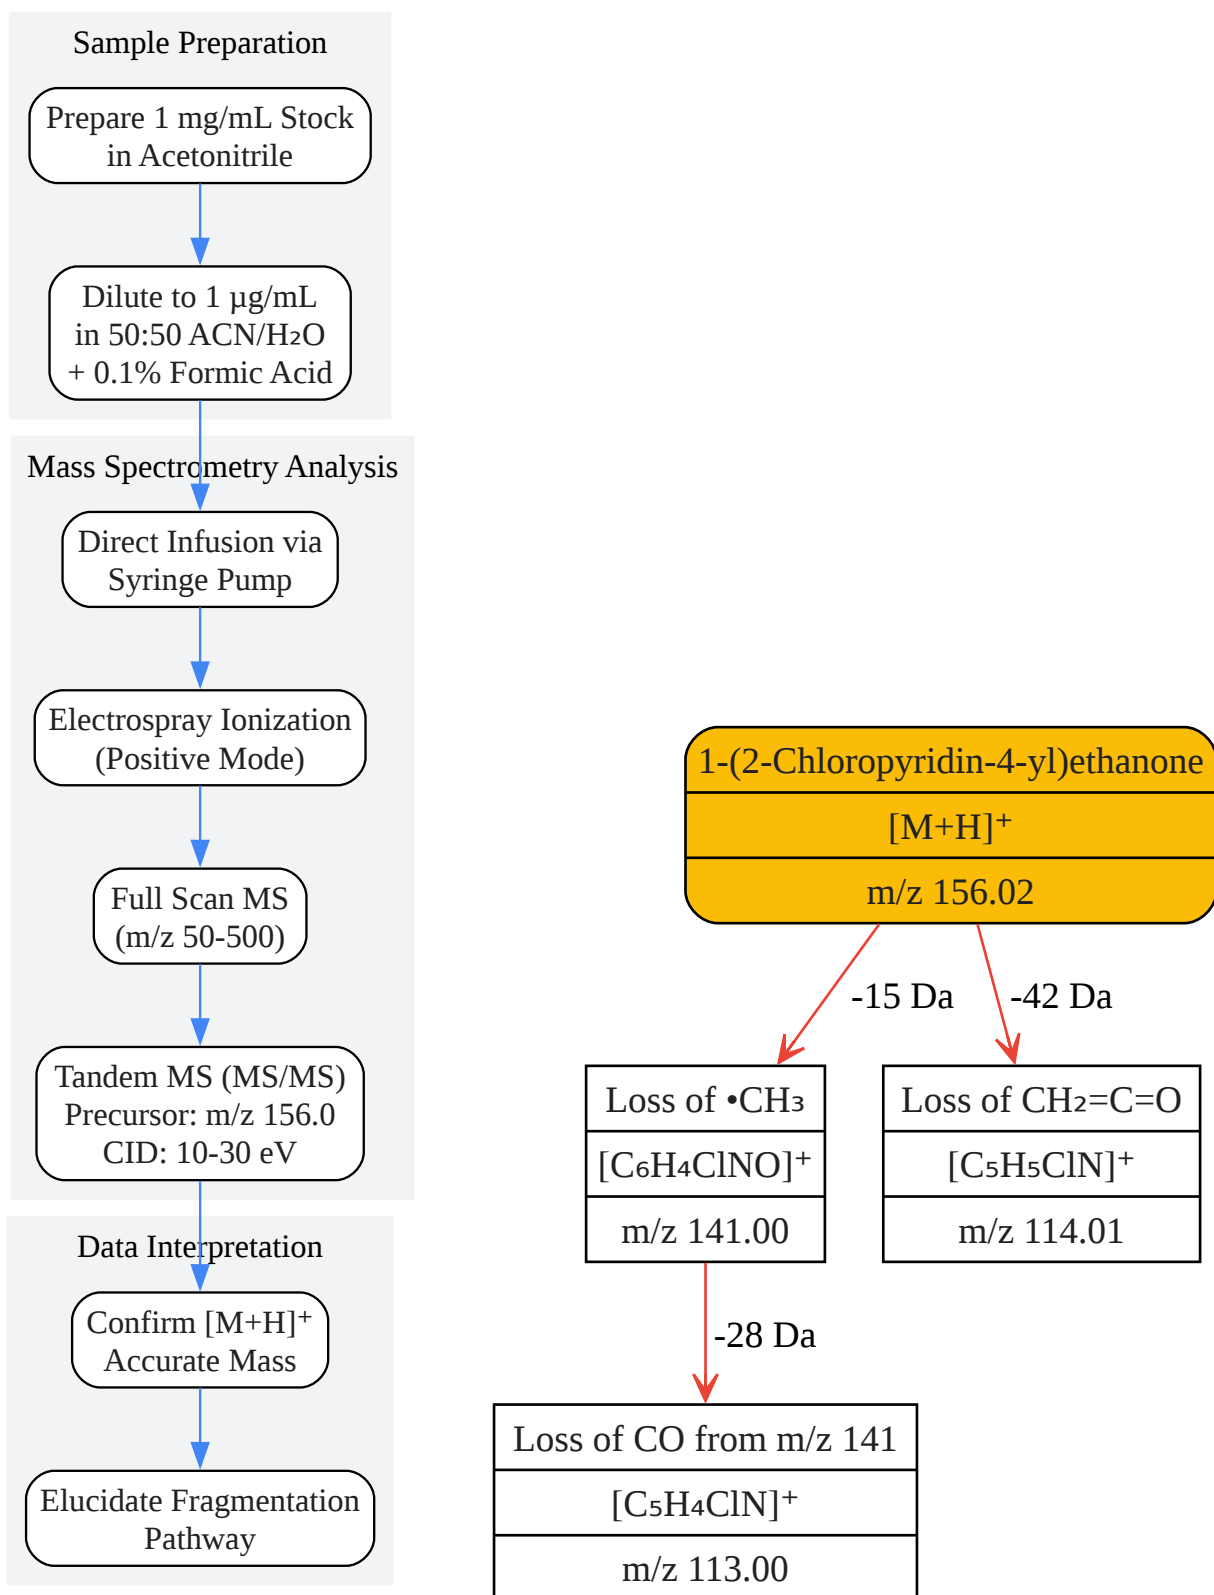 Sample Preparation
Prepare 1 mg/mL Stock
in Acetonitrile
Dilute to 1 µg/mL
in 50:50 ACN/H₂O
+ 0.1% Formic Acid
Mass Spectrometry Analysis
Direct Infusion via
Syringe Pump
Electrospray Ionization
(Positive Mode)
Full Scan MS
(m/z 50-500)
Tandem MS (MS/MS)
Precursor: m/z 156.0
CID: 10-30 eV
Data Interpretation
Confirm [M+H]⁺
Accurate Mass
Elucidate Fragmentation
Pathway
1-(2-Chloropyridin-4-yl)ethanone
[M+H]⁺
m/z 156.02
-15 Da
-42 Da
Loss of •CH₃
[C₆H₄ClNO]⁺
m/z 141.00
Loss of CH₂=C=O
[C₅H₅ClN]⁺
m/z 114.01
-28 Da
Loss of CO from m/z 141
[C₅H₄ClN]⁺
m/z 113.00